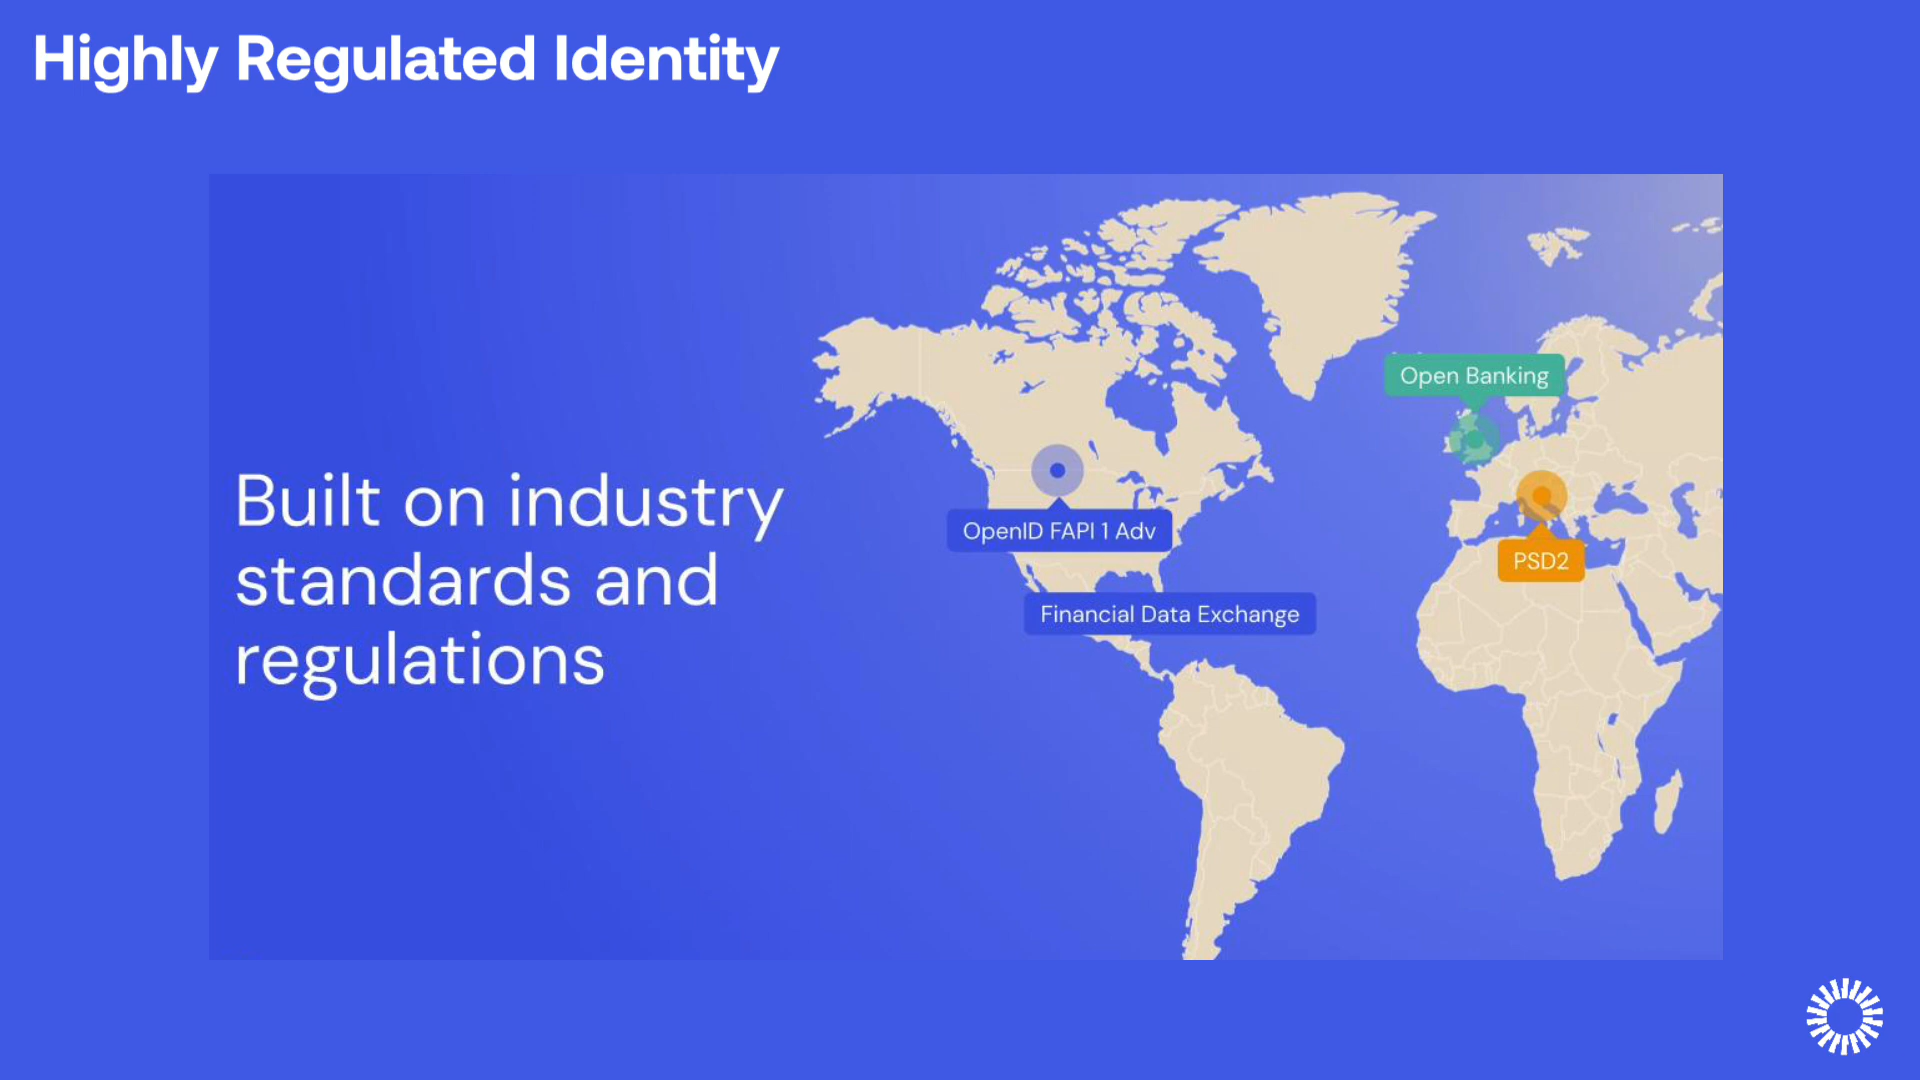 Highly Regulated Identity
Built on industry
standards and
regulations
Open Banking
OpenID FAPI 1 Adv
PSD2
Financial Data Exchange